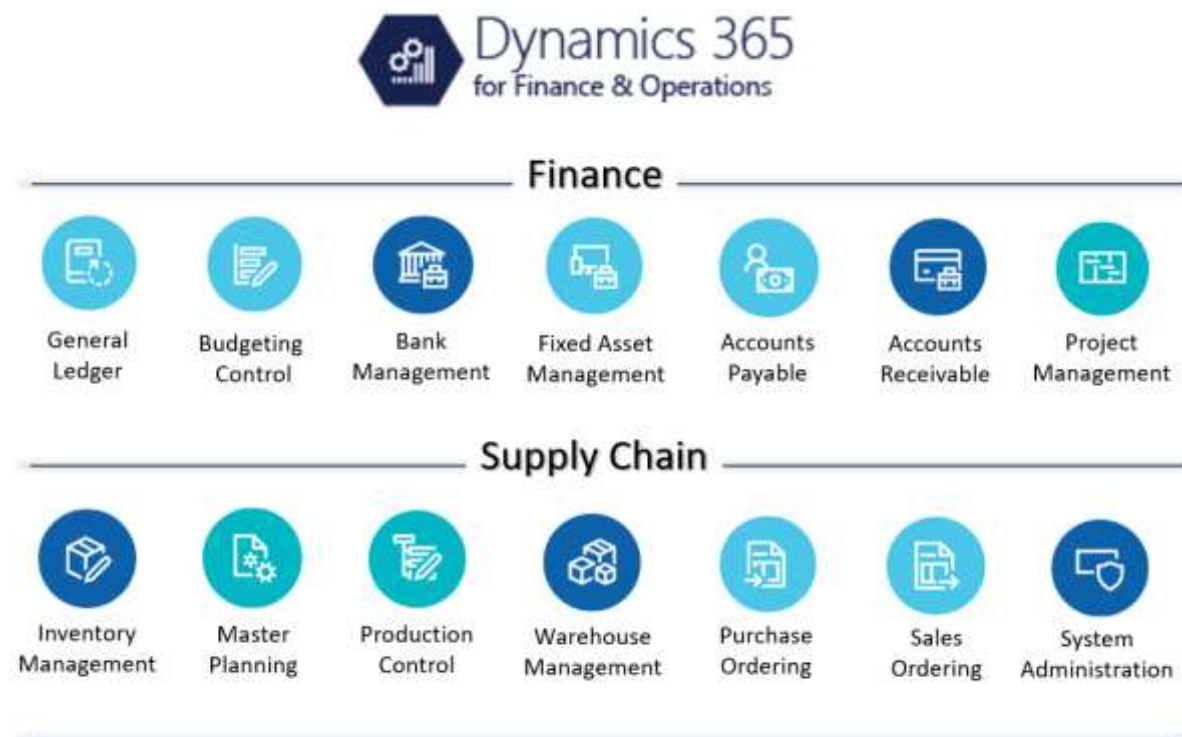 Dynamics 365
for Finance & Operations
Finance
General
Ledger
Budgeting
Control
Bank
Management
Fixed Asset
Management
Accounts
Payable
Accounts
Receivable
Project
Management
Supply Chain
Inventory
Management
Master
Planning
Production
Control
Warehouse
Management
Purchase
Ordering
Sales
Ordering
System
Administration